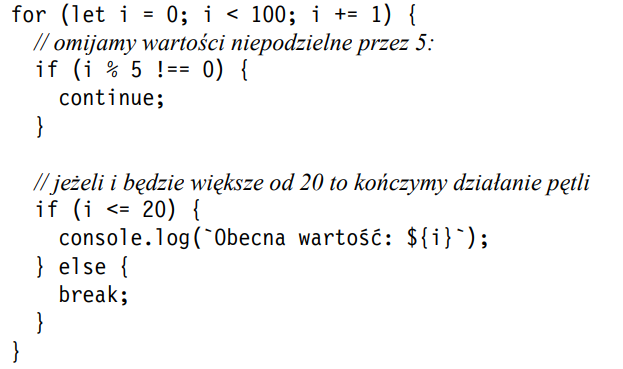 for (let i = 0; i < 100; i += 1) {
  // omijamy wartości niepodzielne przez 5:
  if (i % 5 !== 0) {
    continue;
  }

  // jeżeli i będzie większe od 20 to kończymy działanie pętli
  if (i <= 20) {
    console.log(`Obecna wartość: ${i}`);
  } else {
    break;
  }
}